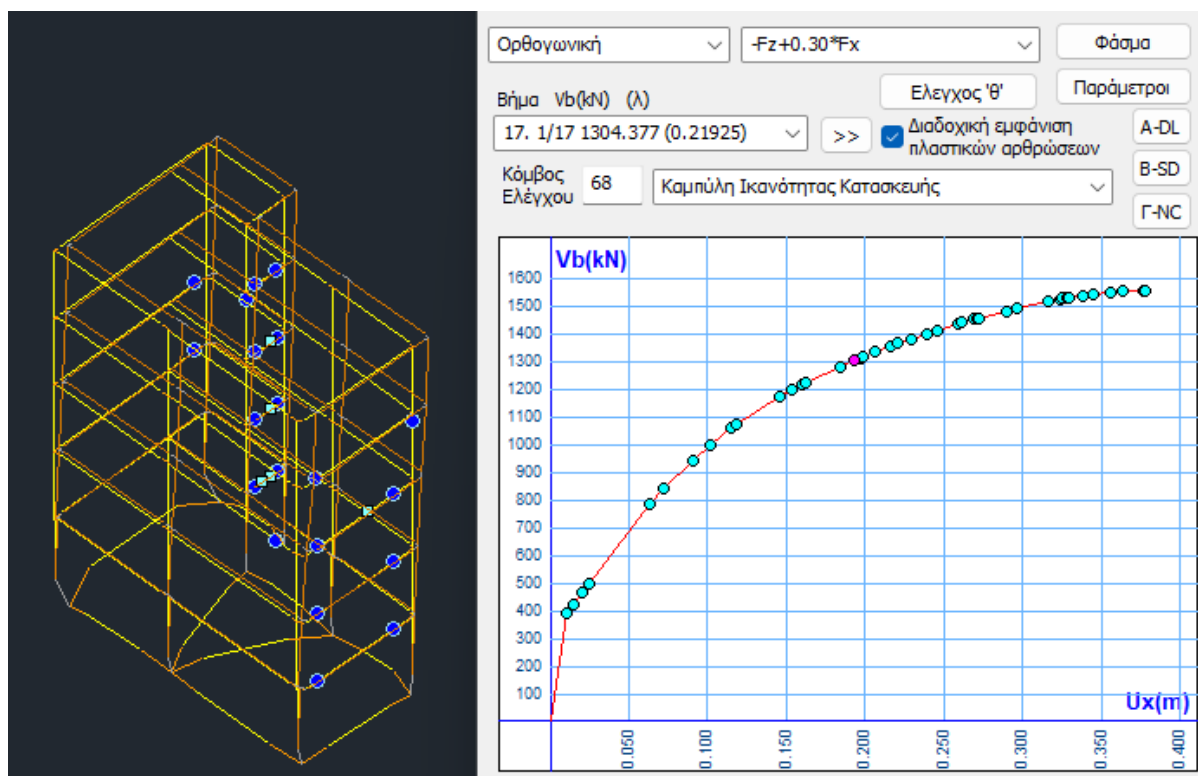 Ορθογωνική
-Fz+0.30*Fx
Φάσμα
Βήμα Vb(kN) (λ)
Ελεγχος 'θ'
Παράμετροι
17. 1/17 1304.377 (0.21925)
>>
Διαδοχική εμφάνιση
πλαστικών αρθρώσεων
A-DL
Κόμβος
Ελέγχου
68
Καμπύλη Ικανότητας Κατασκευής
B-SD
Γ-NC
Vb(kN)
1600
1500
1400
1300
1200
1100
1000
900
800
700
600
500
400
300
200
100
Ux(m)
0.050
0.100
0.150
0.200
0.250
0.300
0.350
0.400